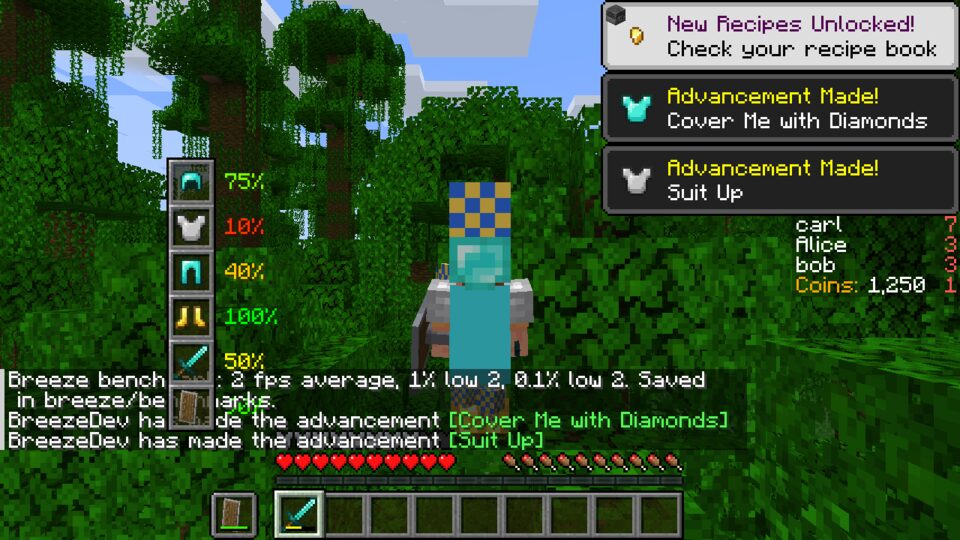 New Recipes Unlocked!
Check your recipe book
Advancement Made!
Cover Me with Diamonds
Advancement Made!
Suit Up
75%
10%
40%
100%
50%
carl 7
Alice 3
bob 3
Coins: 1,250 1
Breeze bench : 2 fps average, 1% low 2, 0.1% low 2. Saved
in breeze/be marks.
BreezeDev ha de the advancement [Cover Me with Diamonds]
BreezeDev has made the advancement [Suit Up]